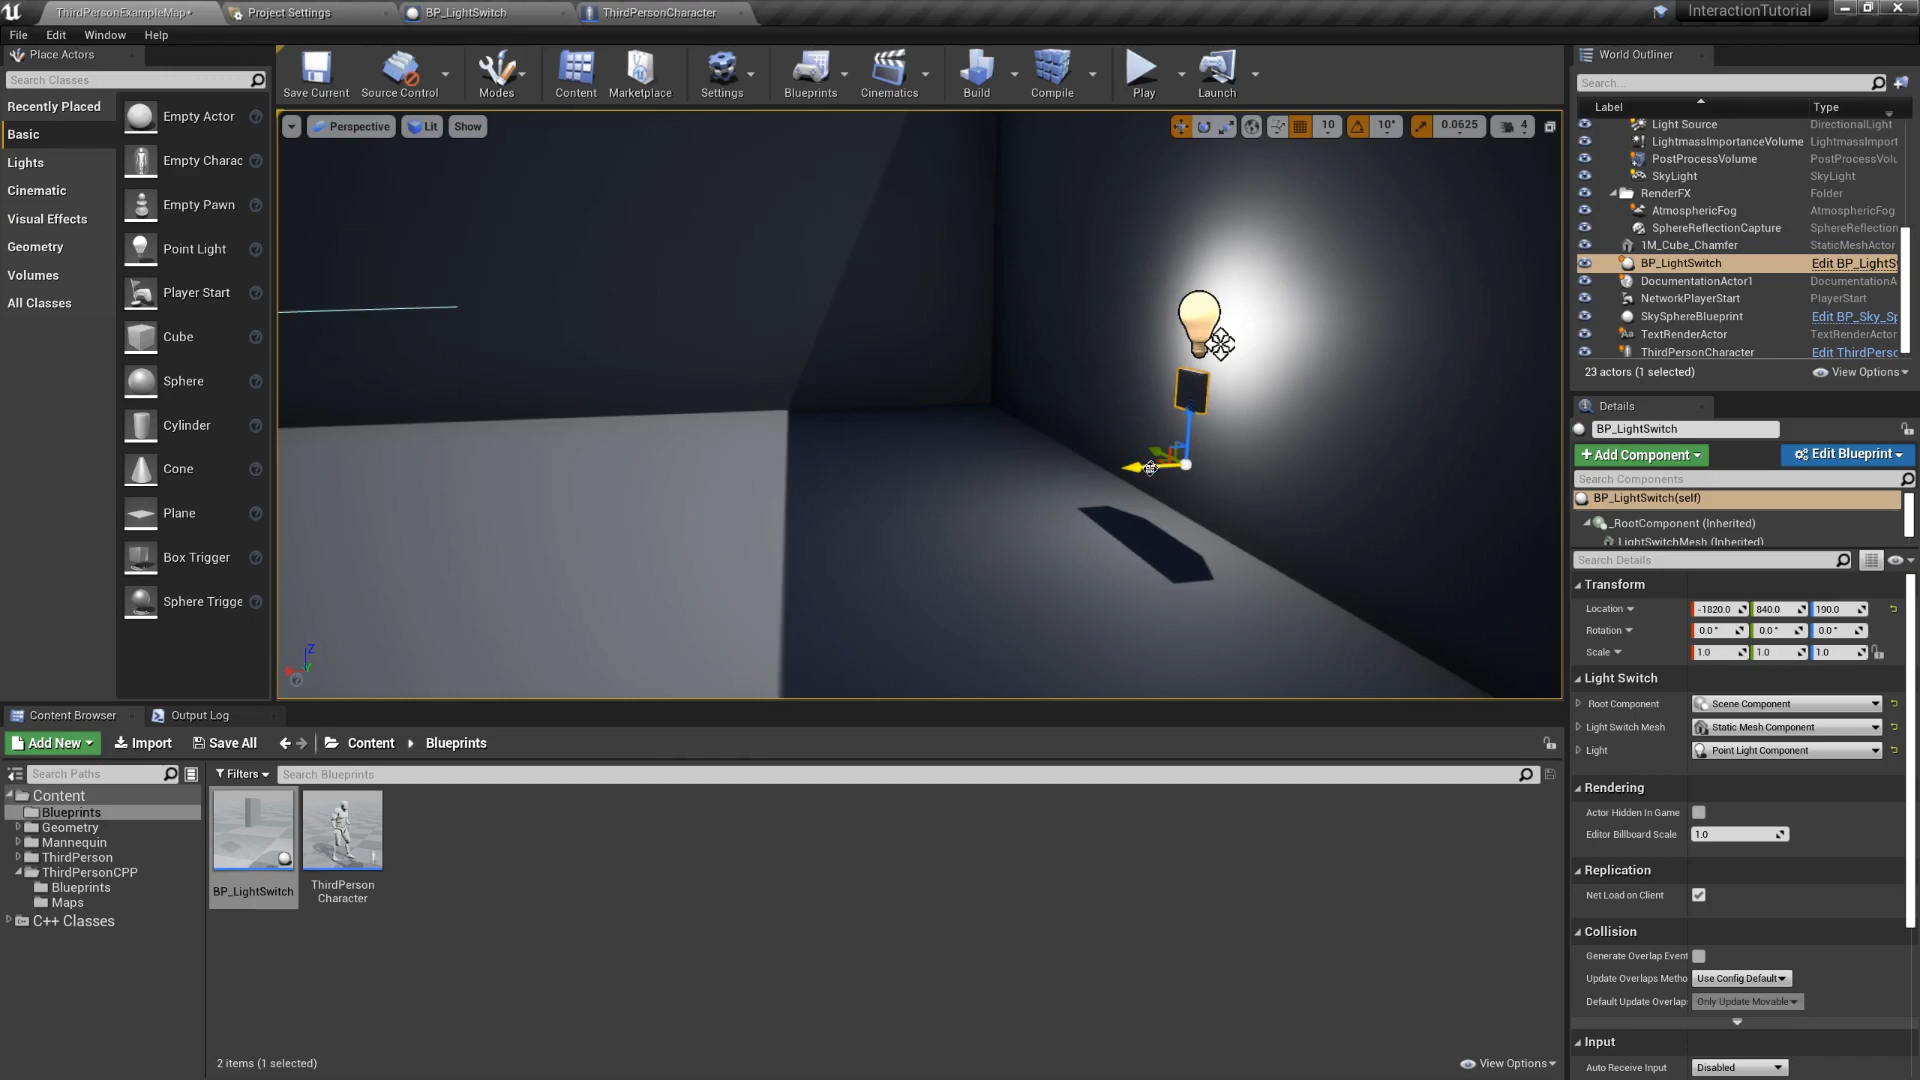 ThirdPersonExampleMap•
Project Settings
BP_LightSwitch
ThirdPersonCharacter
InteractionTutorial
File Edit Window Help
Place Actors
Search Classes
Recently Placed
Basic
Lights
Cinematic
Visual Effects
Geometry
Volumes
All Classes
Empty Actor
Empty Charac
Empty Pawn
Point Light
Player Start
Cube
Sphere
Cylinder
Cone
Plane
Box Trigger
Sphere Trigge
Save Current
Source Control
Modes
Content
Marketplace
Settings
Blueprints
Cinematics
Build
Compile
Play
Launch
Perspective
Lit
Show
10
10°
0.0625
4
Z
World Outliner
Search...
Label Type
Light Source DirectionalLight
LightmassImportanceVolume LightmassImport
PostProcessVolume PostProcessVolu
SkyLight SkyLight
RenderFX Folder
AtmosphericFog AtmosphericFog
SphereReflectionCapture SphereReflection
1M_Cube_Chamfer StaticMeshActor
BP_LightSwitch Edit BP_LightS
DocumentationActor1 DocumentationA
NetworkPlayerStart PlayerStart
SkySphereBlueprint Edit BP_Sky_Sp
TextRenderActor TextRenderActor
ThirdPersonCharacter Edit ThirdPerso
23 actors (1 selected) View Options
Details
BP_LightSwitch
+ Add Component
Edit Blueprint
Search Components
BP_LightSwitch(self)
_RootComponent (Inherited)
LightSwitchMesh (Inherited)
Search Details
Transform
Location -1820.0 840.0 190.0
Rotation 0.0° 0.0° 0.0°
Scale 1.0 1.0 1.0
Light Switch
Root Component Scene Component
Light Switch Mesh Static Mesh Component
Light Point Light Component
Rendering
Actor Hidden In Game
Editor Billboard Scale 1.0
Replication
Net Load on Client
Collision
Generate Overlap Event
Update Overlaps Metho Use Config Default
Default Update Overlap Only Update Movable
Input
Auto Receive Input Disabled
Content Browser
Output Log
Add New
Import
Save All
Content
Blueprints
Search Paths
Filters
Search Blueprints
Content
Blueprints
Geometry
Mannequin
ThirdPerson
ThirdPersonCPP
Blueprints
Maps
C++ Classes
BP_LightSwitch
ThirdPerson
Character
2 items (1 selected)
View Options